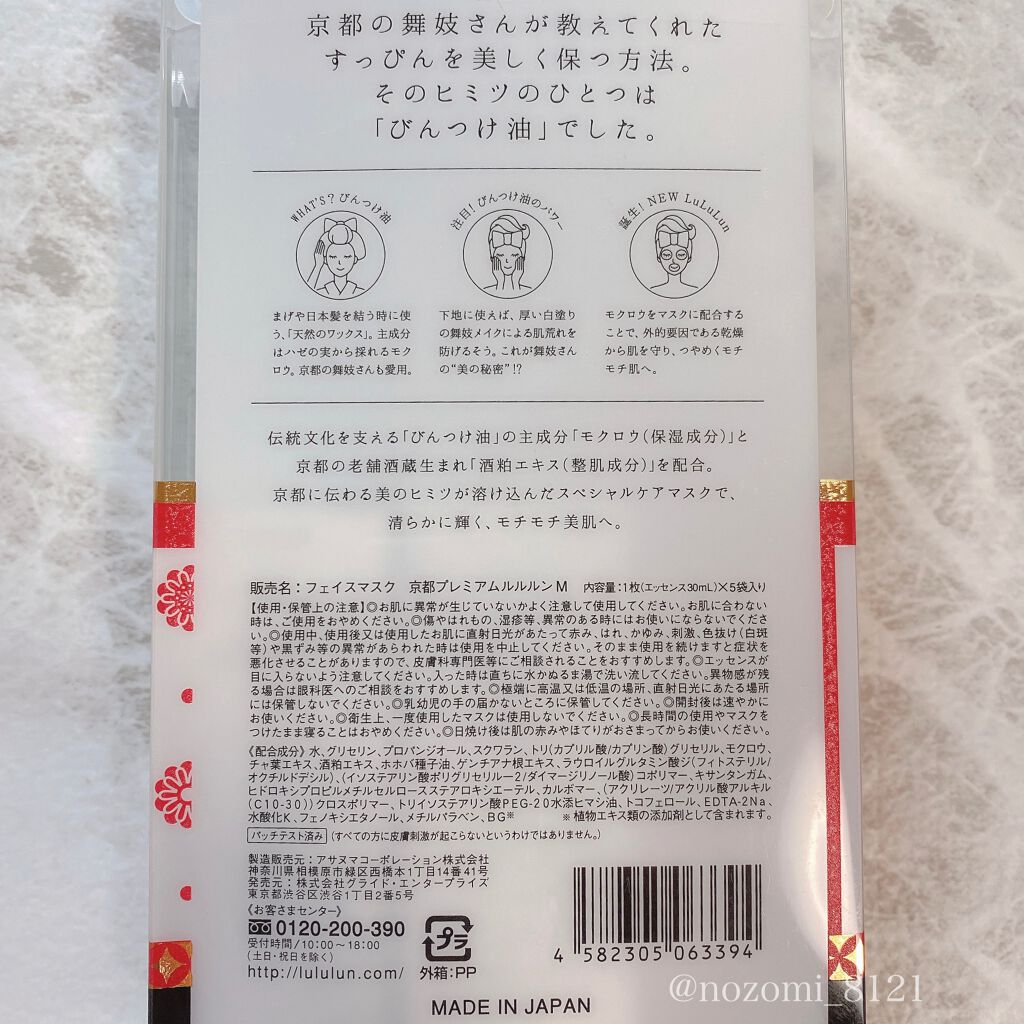 京都の舞妓さんが教えてくれた
すっぴんを美しく保つ方法。
そのヒミツのひとつは
「びんつけ油」でした。
WHAT'S？びんつけ油
まげや日本髪を結う時に使
う、「天然のワックス」。主成分
はハゼの実から採れるモク
ロウ。京都の舞妓さんも愛用。
注目！びんつけ油のパワー
下地に使えば、厚い白塗り
の舞妓メイクによる肌荒れを
防げるそう。これが舞妓さん
の“美の秘密”!?
誕生！NEW LuLuLun
モクロウをマスクに配合する
ことで、外的要因である乾燥
から肌を守り、つやめくモチ
モチ肌へ。
伝統文化を支える「びんつけ油」の主成分「モクロウ（保湿成分）」と
京都の老舗酒蔵生まれ「酒粕エキス（整肌成分）」を配合。
京都に伝わる美のヒミツが溶け込んだスペシャルケアマスクで、
清らかに輝く、モチモチ美肌へ。
販売名：フェイスマスク 京都プレミアムルルルンM 内容量：1枚（エッセンス30mL）×5袋入り
【使用・保管上の注意】◎お肌に異常が生じていないかよく注意して使用してください。お肌に合わない
時は、ご使用をおやめください。◎傷やはれもの、湿疹等、異常のある時にはお使いにならないでくだ
さい。◎使用中、使用後又は使用したお肌に直射日光があたって赤み、はれ、かゆみ、刺激、色抜け（白斑
等）や黒ずみ等の異常があらわれた時は使用を中止してください。そのまま使用を続けますと症状を
悪化させることがありますので、皮膚科専門医等にご相談されることをおすすめします。◎エッセンスが
目に入らないよう注意してください。入った時は直ちに水かぬるま湯で洗い流してください。異物感が残
る場合は眼科医へのご相談をおすすめします。◎極端に高温又は低温の場所、直射日光にあたる場所
には保管しないでください。◎乳幼児の手の届かないところに保管してください。◎開封後は速やかに
お使いください。◎衛生上、一度使用したマスクは使用しないでください。◎長時間の使用やマスクを
つけたまま寝ることはおやめください。◎日焼け後は肌の赤みやほてりがおさまってからお使いください。
《配合成分》水、グリセリン、プロパンジオール、スクワラン、トリ（カプリル酸/カプリン酸）グリセリル、モクロウ、
チャ葉エキス、酒粕エキス、ホホバ種子油、ゲンチアナ根エキス、ラウロイルグルタミン酸ジ（フィトステリル/
オクチルドデシル）、（イソステアリン酸ポリグリセリル－2/ダイマージリノール酸）コポリマー、キサンタンガム、
ヒドロキシプロピルメチルセルロースステアロキシエーテル、カルボマー、（アクリレーツ/アクリル酸アルキル
（C10-30））クロスポリマー、トリイソステアリン酸PEG-20水添ヒマシ油、トコフェロール、EDTA-2Na、
水酸化K、フェノキシエタノール、メチルパラベン、BG※ ※植物エキス類の添加剤として含まれます。
パッチテスト済み （すべての方に皮膚刺激が起こらないというわけではありません。）
製造販売元：アサヌマコーポレーション株式会社
神奈川県相模原市緑区西橋本1丁目14番41号
発売元：株式会社グライド・エンタープライズ
東京都渋谷区渋谷1丁目2番5号
《お客さまセンター》
0120-200-390
受付時間/10:00～18:00
（土日・祝日を除く）
http://lululun.com/
プラ
外箱：PP
4 582305 063394
MADE IN JAPAN
@nozomi_8121